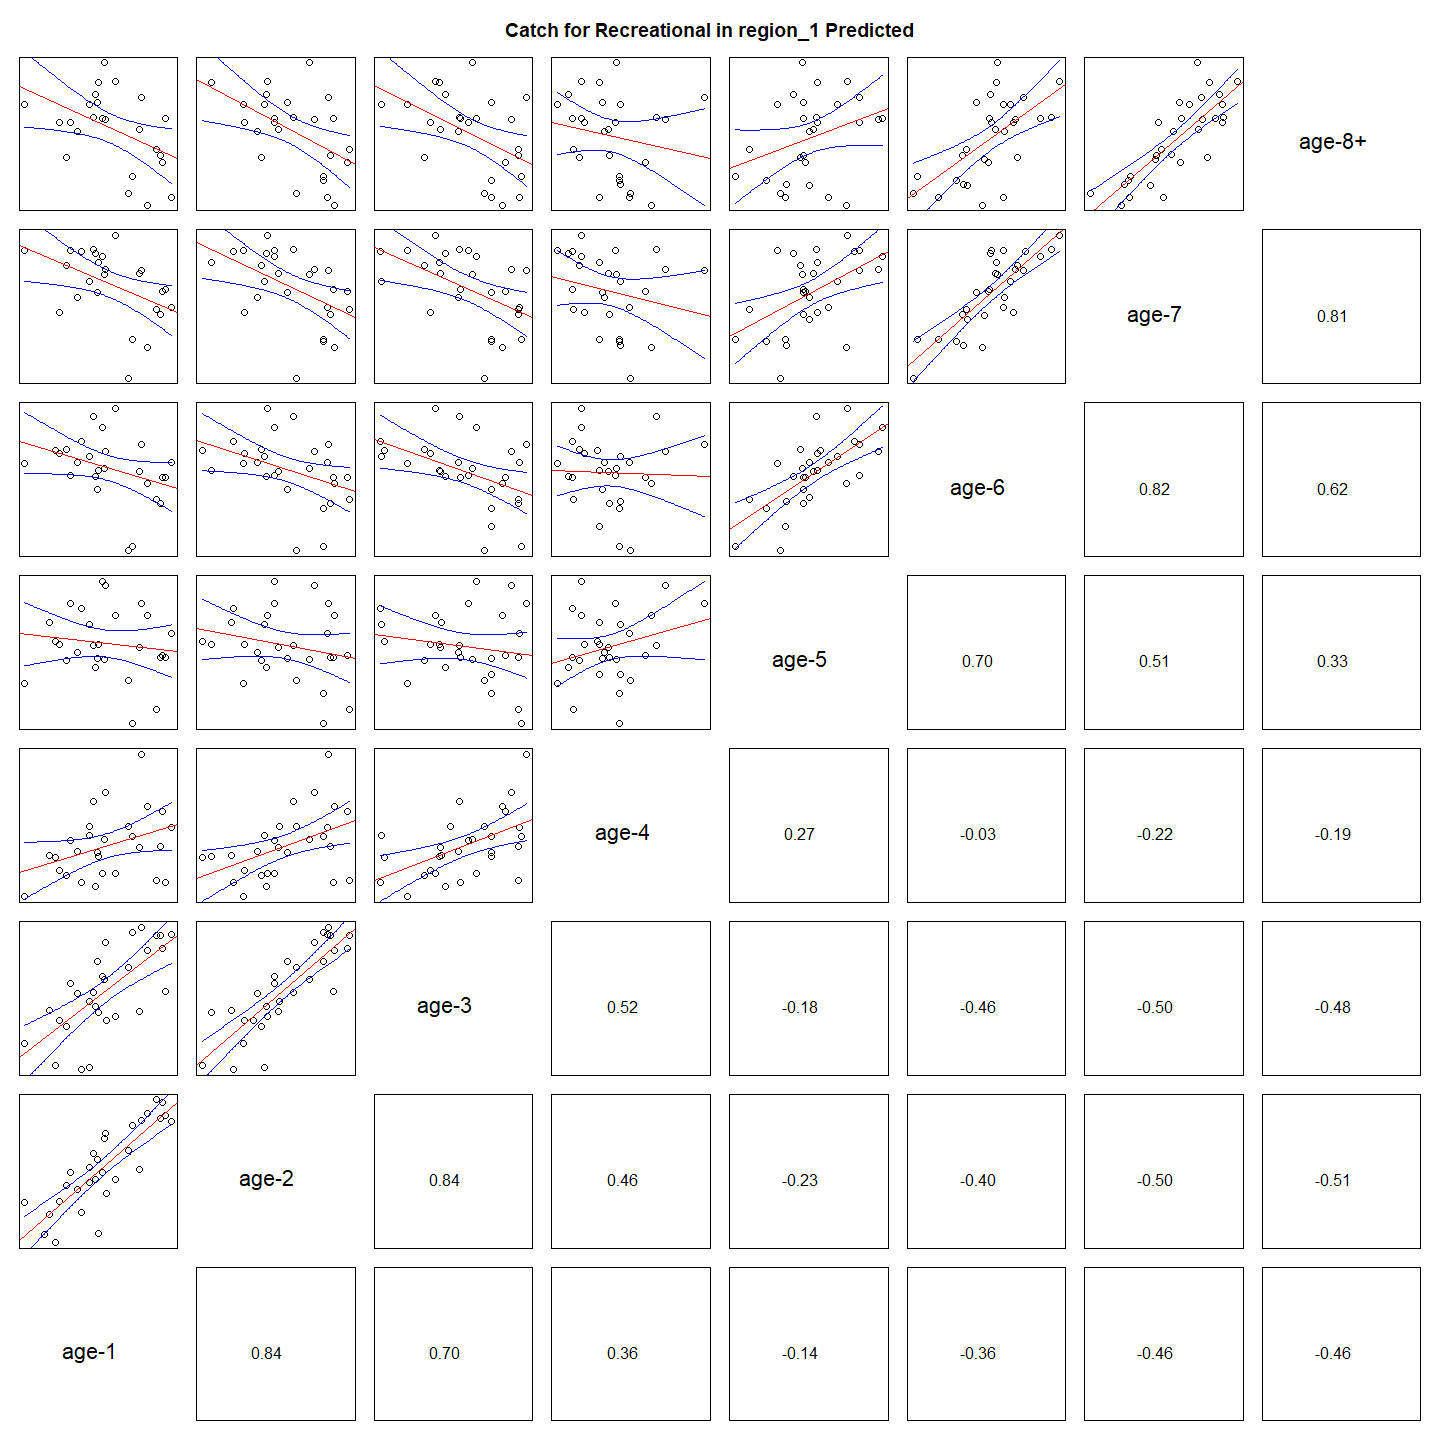 Catch for Recreational in region_1 Predicted
age-8+
age-7 0.81
age-6 0.82 0.62
age-5 0.70 0.51 0.33
age-4 0.27 -0.03 -0.22 -0.19
age-3 0.52 -0.18 -0.46 -0.50 -0.48
age-2 0.84 0.46 -0.23 -0.40 -0.50 -0.51
age-1 0.84 0.70 0.36 -0.14 -0.36 -0.46 -0.46